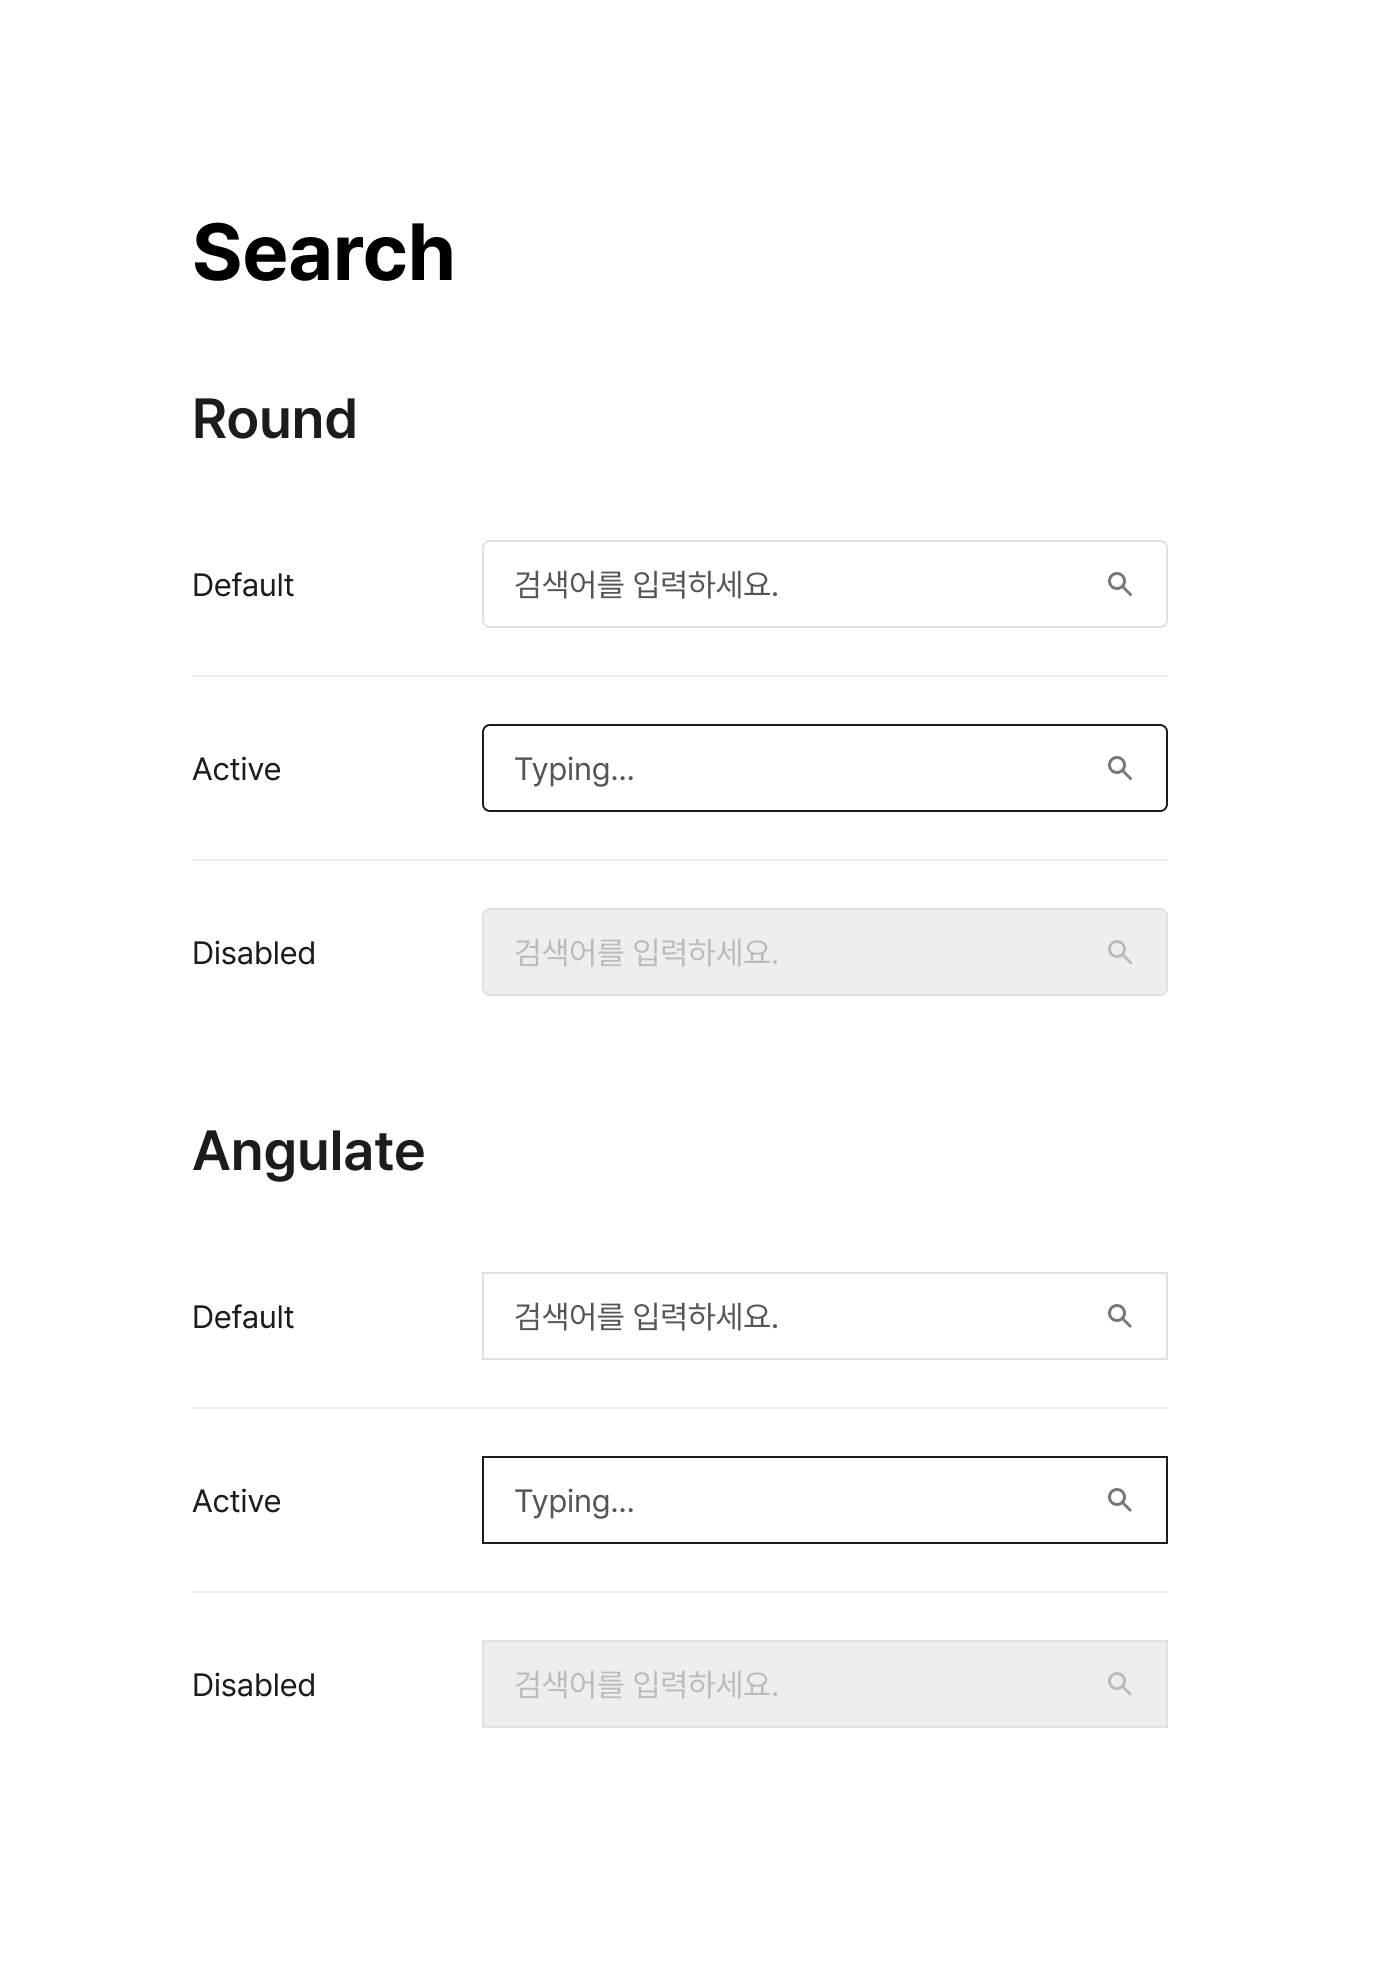 Search
Round
Default
검색어를 입력하세요.
Active
Typing...
Disabled
검색어를 입력하세요.
Angulate
Default
검색어를 입력하세요.
Active
Typing...
Disabled
검색어를 입력하세요.